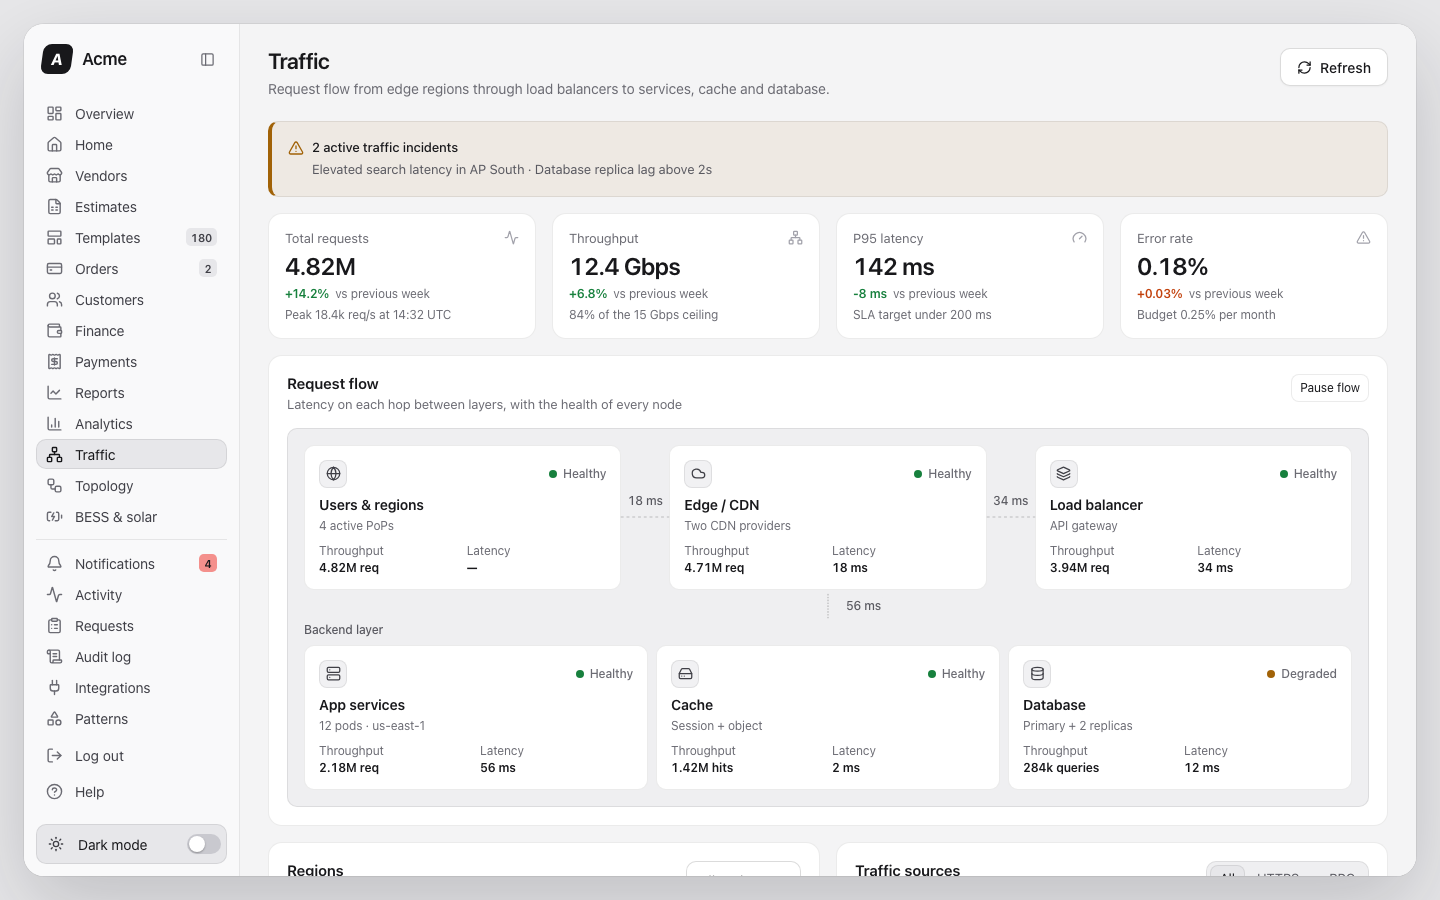 A Acme
Overview
Home
Vendors
Estimates
Templates 180
Orders 2
Customers
Finance
Payments
Reports
Analytics
Traffic
Topology
BESS & solar
Notifications 4
Activity
Requests
Audit log
Integrations
Patterns
Log out
Help
Dark mode
Traffic
Request flow from edge regions through load balancers to services, cache and database.
Refresh
2 active traffic incidents
Elevated search latency in AP South · Database replica lag above 2s
Total requests
4.82M
+14.2% vs previous week
Peak 18.4k req/s at 14:32 UTC
Throughput
12.4 Gbps
+6.8% vs previous week
84% of the 15 Gbps ceiling
P95 latency
142 ms
-8 ms vs previous week
SLA target under 200 ms
Error rate
0.18%
+0.03% vs previous week
Budget 0.25% per month
Request flow
Latency on each hop between layers, with the health of every node
Pause flow
Healthy
Users & regions
4 active PoPs
Throughput Latency
4.82M req —
18 ms
Healthy
Edge / CDN
Two CDN providers
Throughput Latency
4.71M req 18 ms
34 ms
Healthy
Load balancer
API gateway
Throughput Latency
3.94M req 34 ms
56 ms
Backend layer
Healthy
App services
12 pods · us-east-1
Throughput Latency
2.18M req 56 ms
Healthy
Cache
Session + object
Throughput Latency
1.42M hits 2 ms
Degraded
Database
Primary + 2 replicas
Throughput Latency
284k queries 12 ms
Regions
Traffic sources
All HTTPS